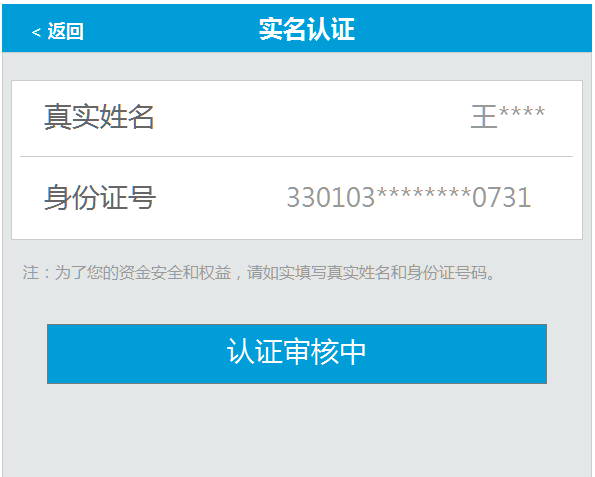 < 返回 实名认证
真实姓名 王****
身份证号 330103********0731
注：为了您的资金安全和权益，请如实填写真实姓名和身份证号码。
认证审核中